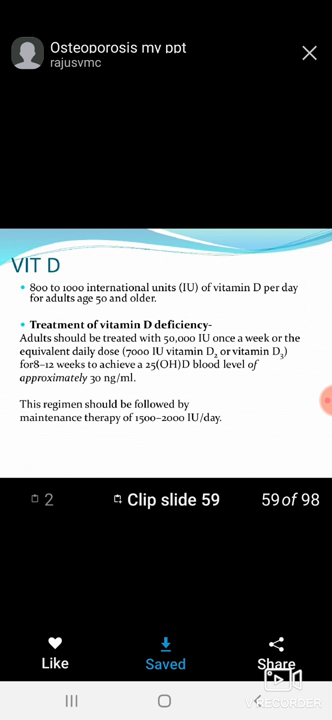 Osteoporosis my ppt
rajusvmc
VIT D
800 to 1000 international units (IU) of vitamin D per day
for adults age 50 and older.
Treatment of vitamin D deficiency-
Adults should be treated with 50,000 IU once a week or the
equivalent daily dose (7000 IU vitamin D2 or vitamin D3)
for8–12 weeks to achieve a 25(OH)D blood level of
approximately 30 ng/ml.
This regimen should be followed by
maintenance therapy of 1500–2000 IU/day.
2
Clip slide 59
59 of 98
Like
Saved
Share
V RECORDER